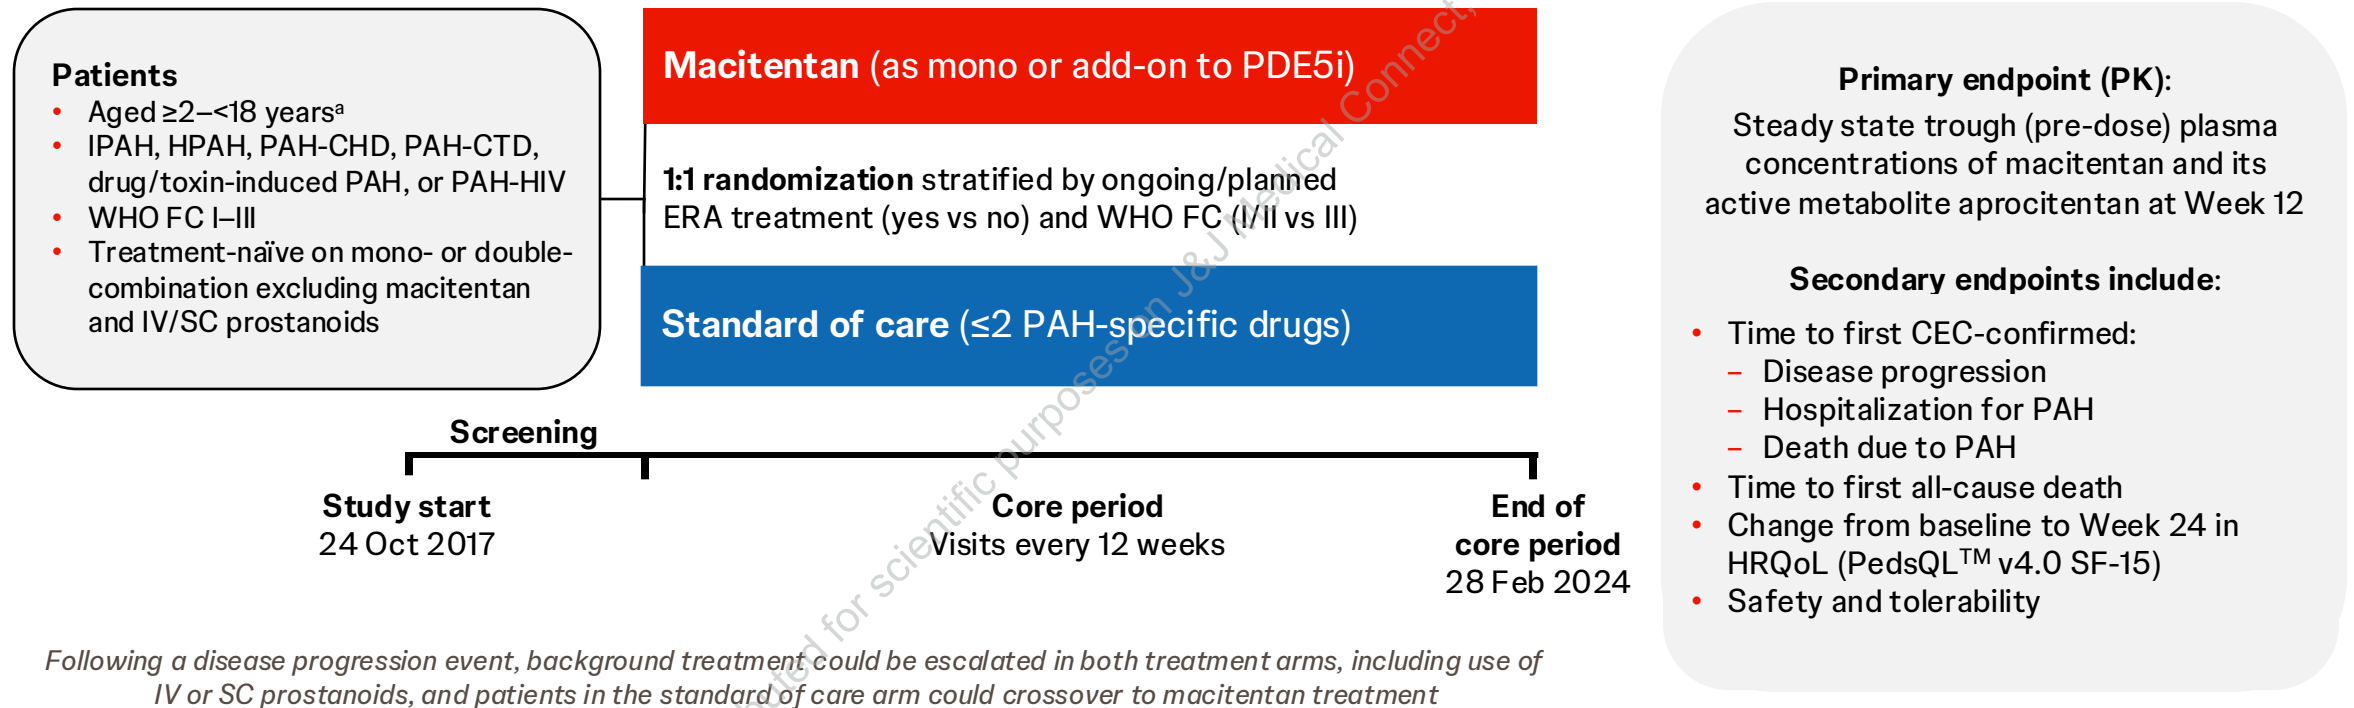 Patients
• Aged ≥2–<18 yearsᵃ
• IPAH, HPAH, PAH-CHD, PAH-CTD,
drug/toxin-induced PAH, or PAH-HIV
• WHO FC I–III
• Treatment-naïve on mono- or double-
combination excluding macitentan
and IV/SC prostanoids
Macitentan (as mono or add-on to PDE5i)
1:1 randomization stratified by ongoing/planned
ERA treatment (yes vs no) and WHO FC (I/II vs III)
Standard of care (≤2 PAH-specific drugs)
Screening
Study start
24 Oct 2017
Core period
Visits every 12 weeks
End of
core period
28 Feb 2024
Following a disease progression event, background treatment could be escalated in both treatment arms, including use of
IV or SC prostanoids, and patients in the standard of care arm could crossover to macitentan treatment
Primary endpoint (PK):
Steady state trough (pre-dose) plasma
concentrations of macitentan and its
active metabolite aprocitentan at Week 12
Secondary endpoints include:
• Time to first CEC-confirmed:
– Disease progression
– Hospitalization for PAH
– Death due to PAH
• Time to first all-cause death
• Change from baseline to Week 24 in
HRQoL (PedsQL™ v4.0 SF-15)
• Safety and tolerability
for scientific purposes on J&J Medical Connect,